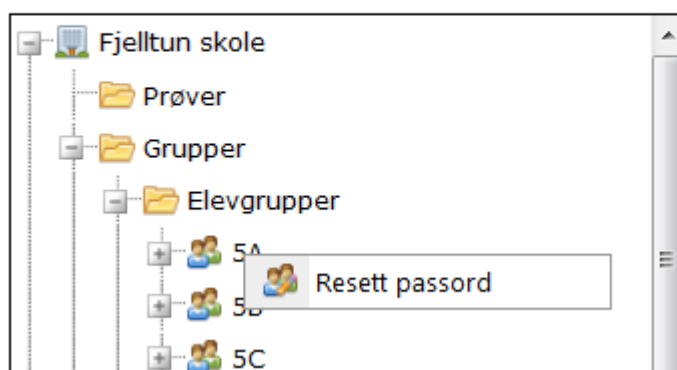 Fjelltun skole
Prøver
Grupper
Elevgrupper
5A
Resett passord
5B
5C